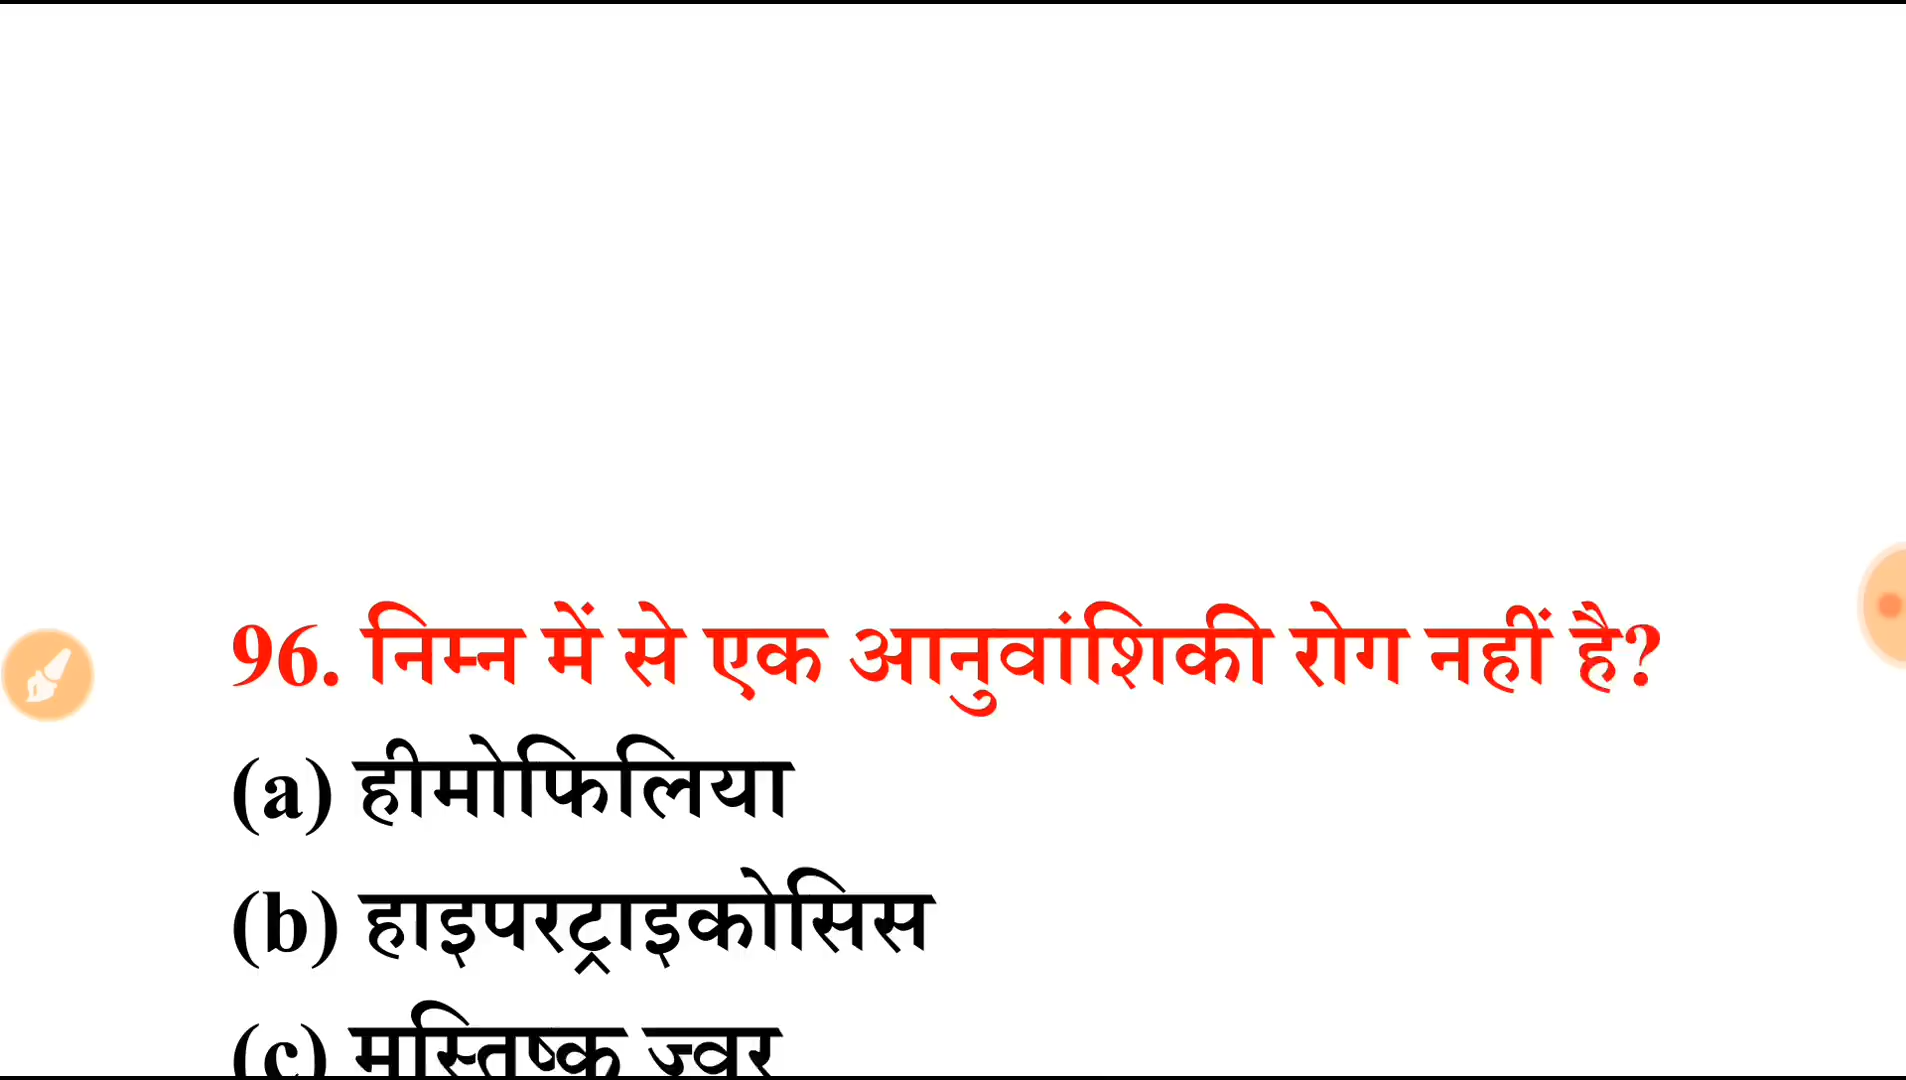 96. निम्न में से एक आनुवांशिकी रोग नहीं है?
(a) हीमोफिलिया
(b) हाइपरट्राइकोसिस
(c) मस्तिष्क ज्वर